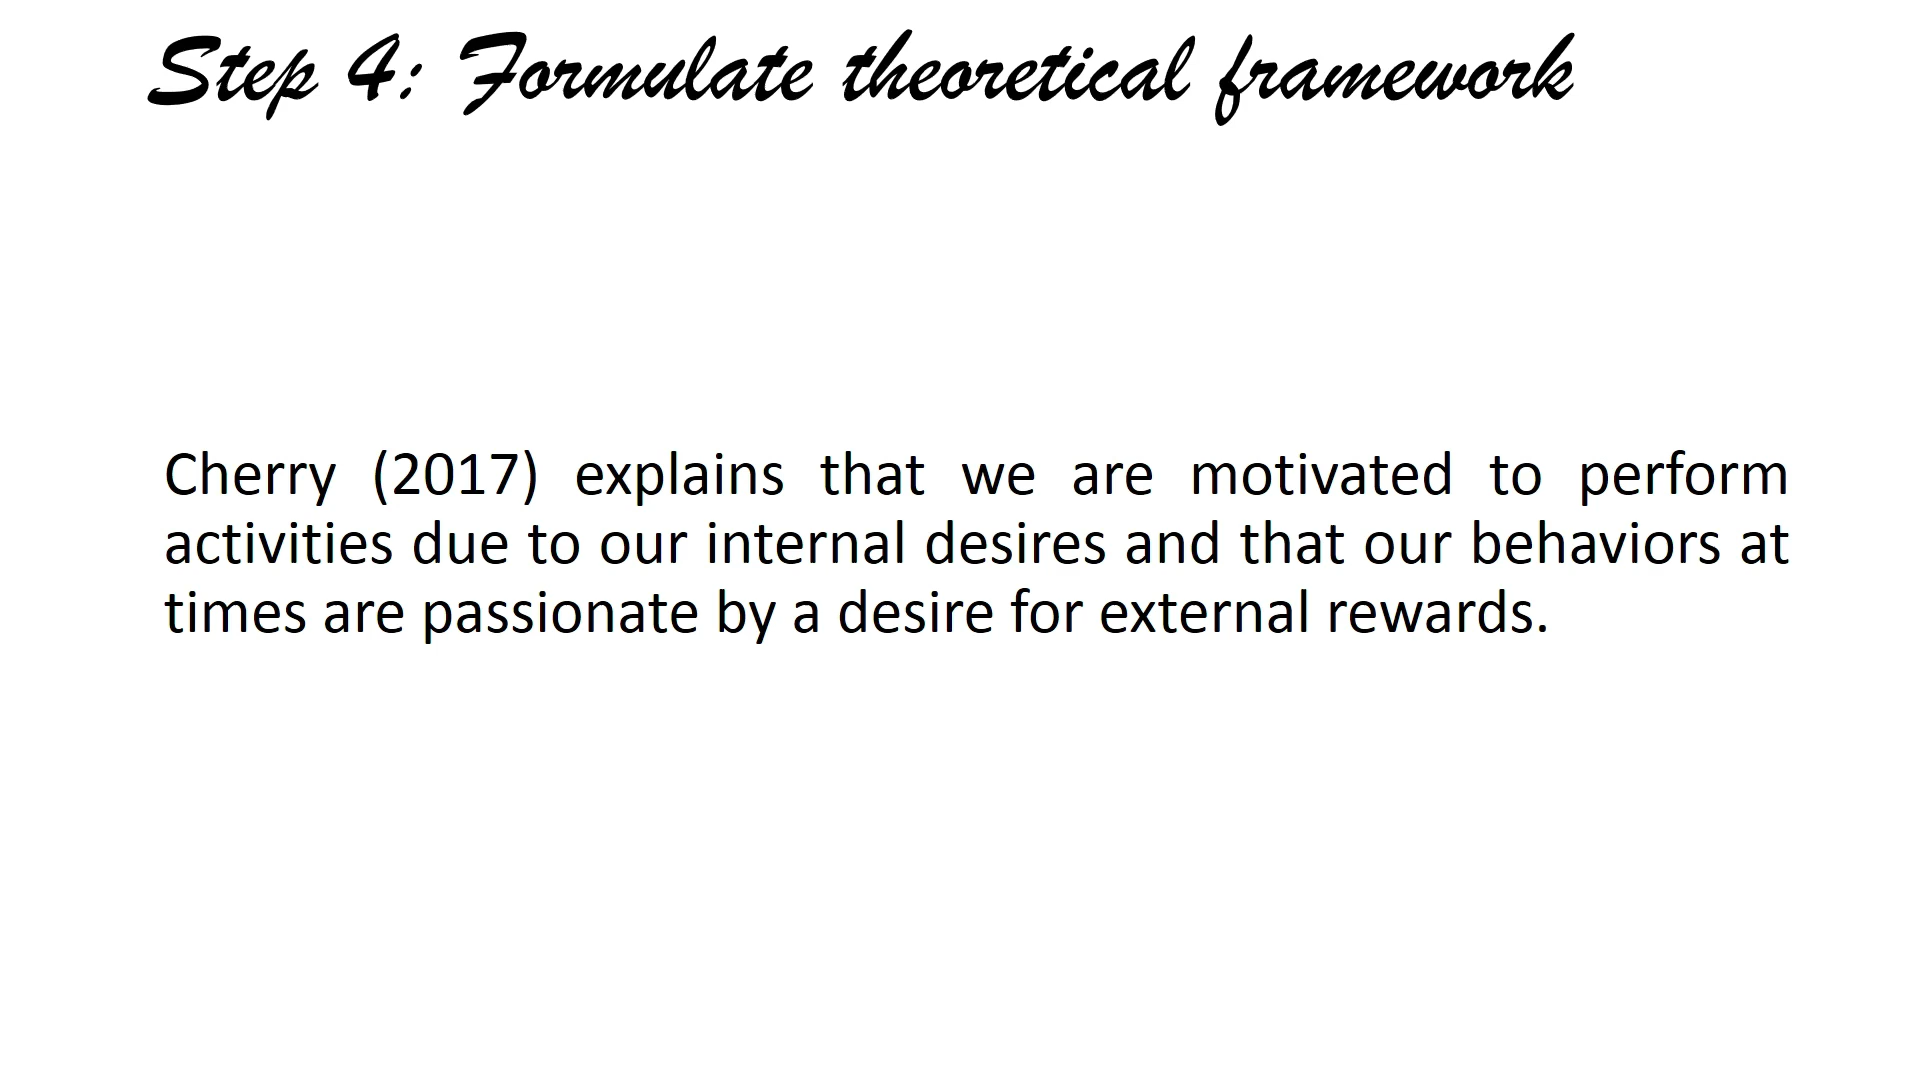 Step 4: Formulate theoretical framework
Cherry (2017) explains that we are motivated to perform
activities due to our internal desires and that our behaviors at
times are passionate by a desire for external rewards.